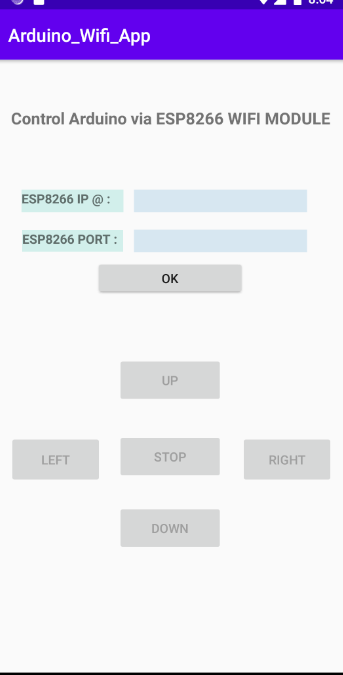 Arduino_Wifi_App
Control Arduino via ESP8266 WIFI MODULE
ESP8266 IP @ :
ESP8266 PORT :
OK
UP
LEFT
STOP
RIGHT
DOWN